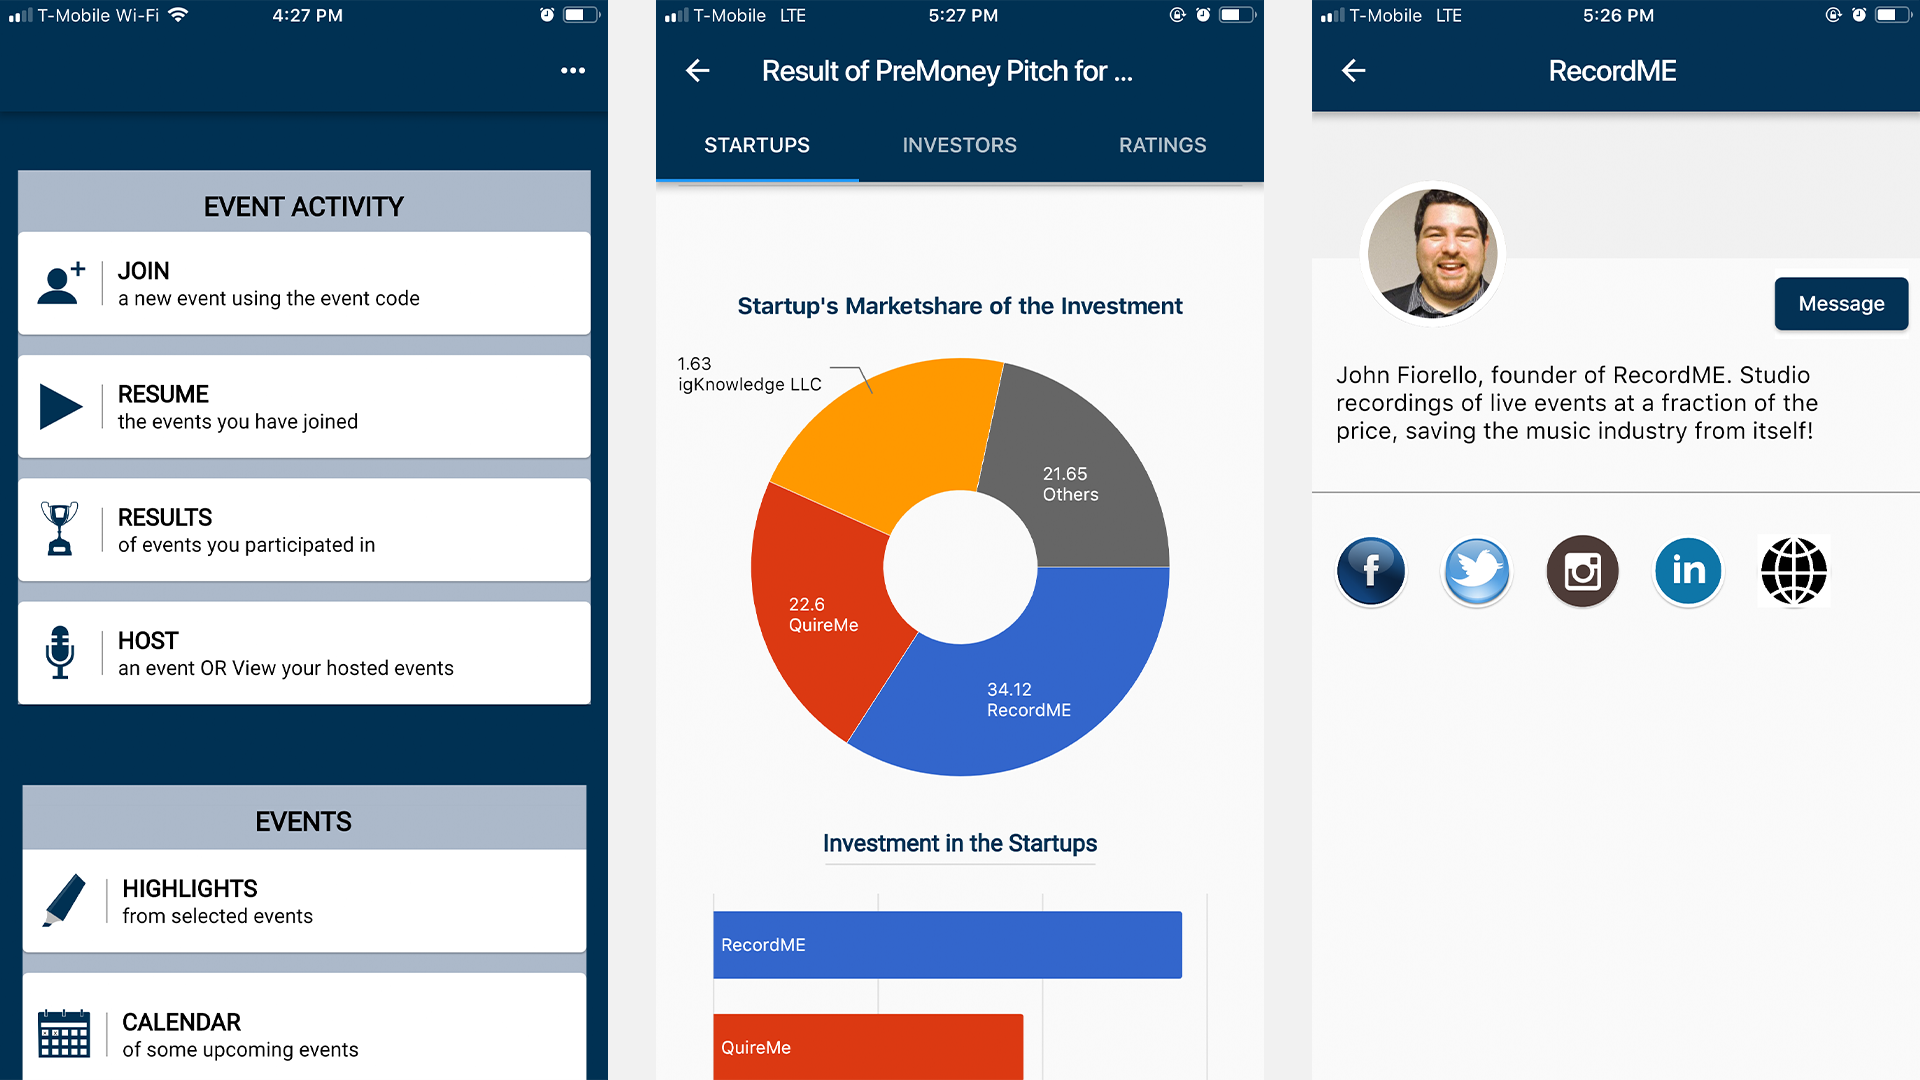 T-Mobile Wi-Fi 4:27 PM
EVENT ACTIVITY
JOIN
a new event using the event code
RESUME
the events you have joined
RESULTS
of events you participated in
HOST
an event OR View your hosted events
EVENTS
HIGHLIGHTS
from selected events
CALENDAR
of some upcoming events
T-Mobile LTE 5:27 PM
Result of PreMoney Pitch for ...
STARTUPS INVESTORS RATINGS
Startup's Marketshare of the Investment
1.63
igKnowledge LLC
21.65
Others
22.6
QuireMe
34.12
RecordME
Investment in the Startups
RecordME
QuireMe
T-Mobile LTE 5:26 PM
RecordME
Message
John Fiorello, founder of RecordME. Studio
recordings of live events at a fraction of the
price, saving the music industry from itself!
f
in